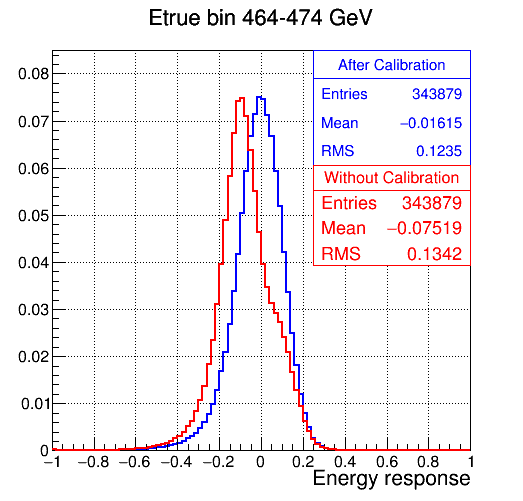 Etrue bin 464-474 GeV
After Calibration
Entries 343879
Mean −0.01615
RMS 0.1235
Without Calibration
Entries 343879
Mean −0.07519
RMS 0.1342
0.08
0.07
0.06
0.05
0.04
0.03
0.02
0.01
0
−1 −0.8 −0.6 −0.4 −0.2 0 0.2 0.4 0.6 0.8 1
Energy response